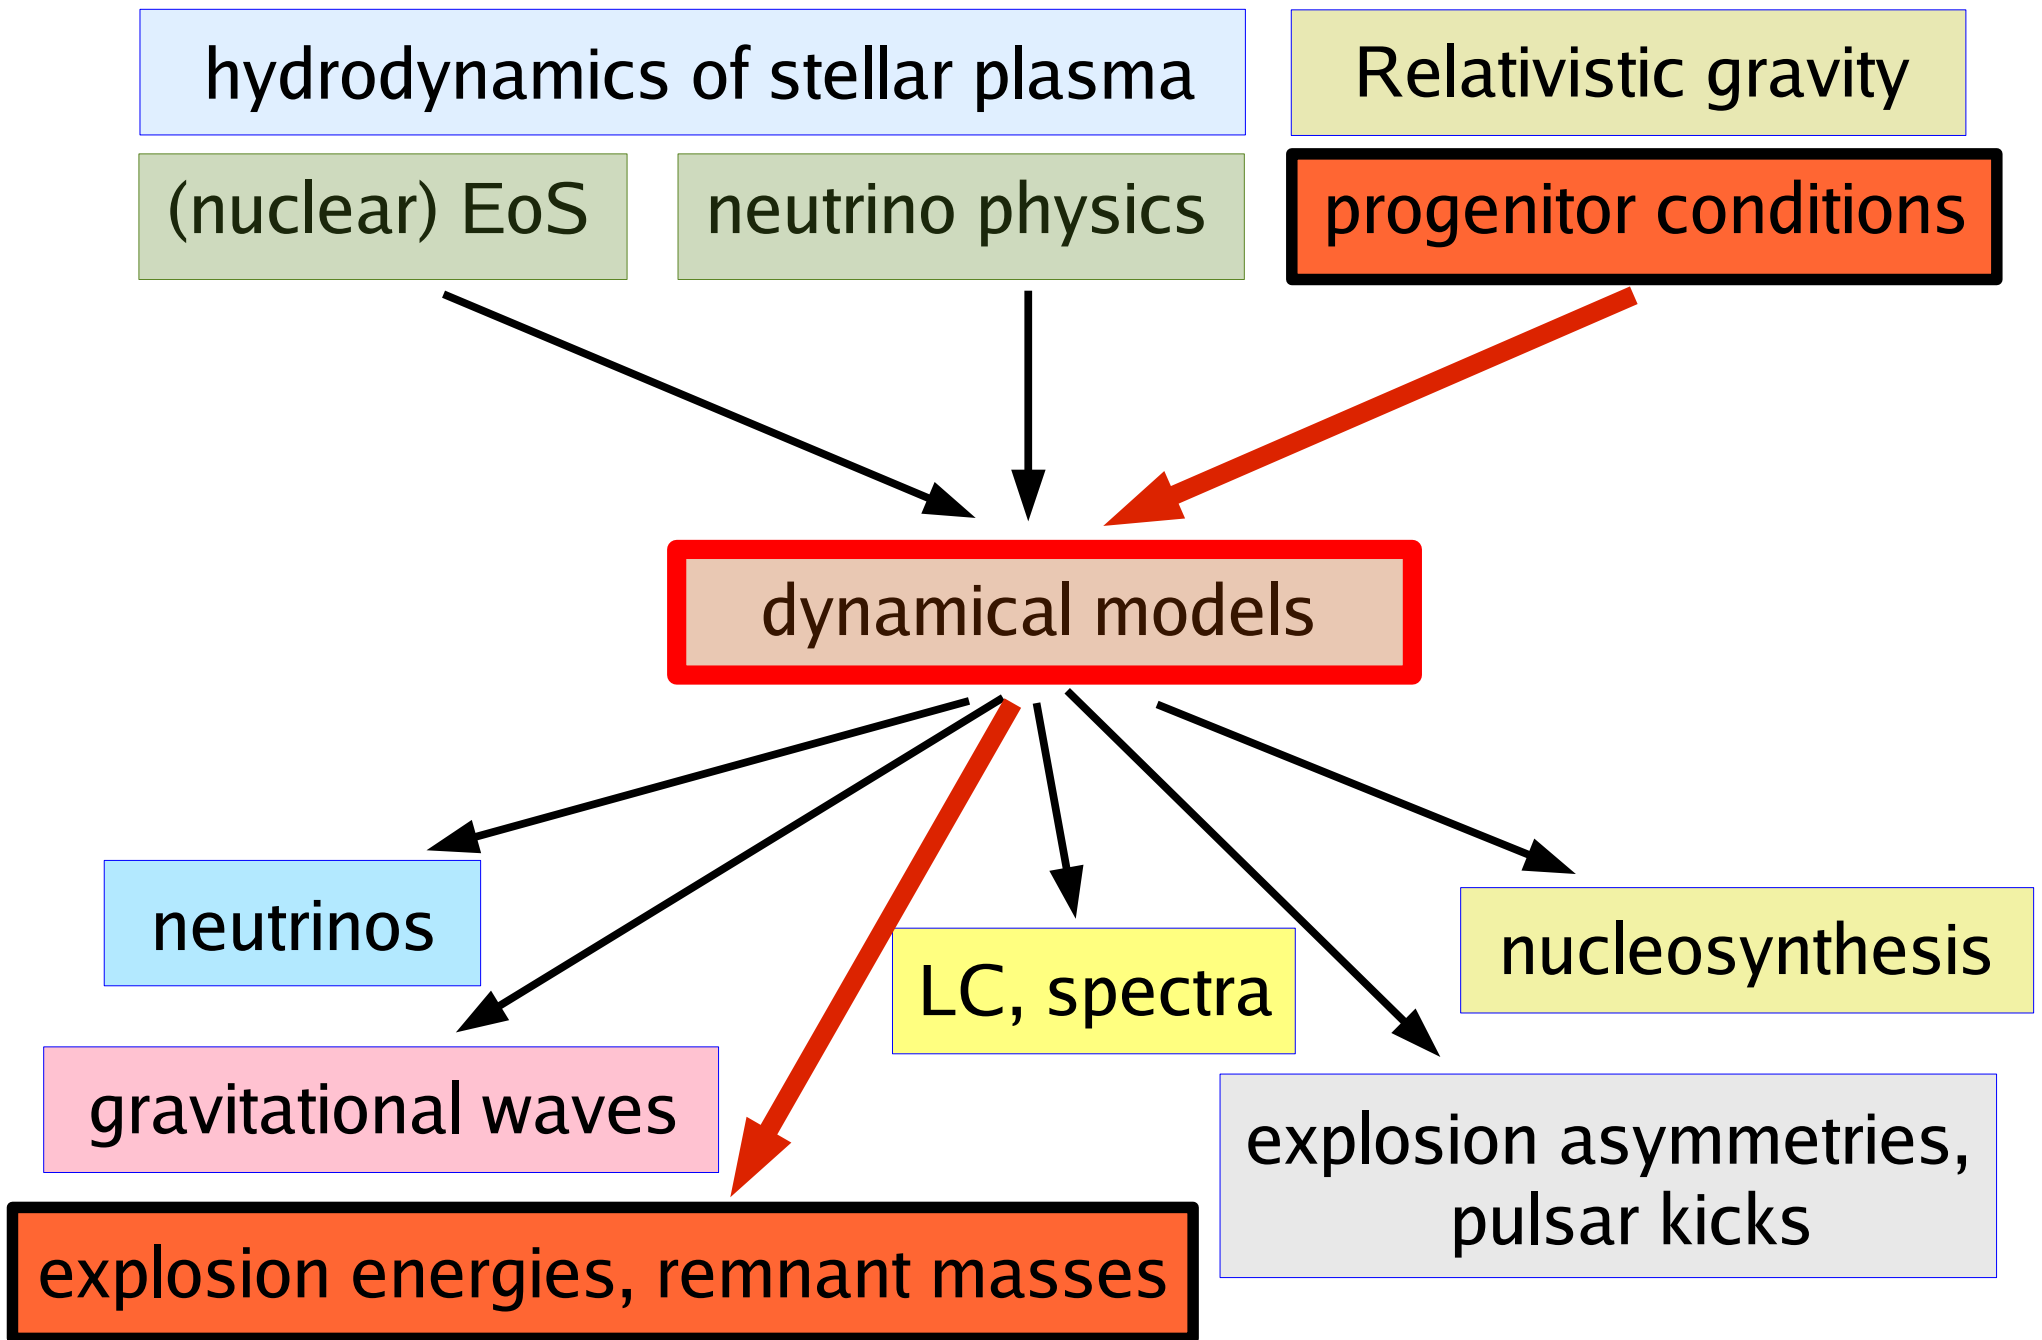 hydrodynamics of stellar plasma
Relativistic gravity
(nuclear) EoS
neutrino physics
progenitor conditions
dynamical models
neutrinos
LC, spectra
nucleosynthesis
gravitational waves
explosion asymmetries,
pulsar kicks
explosion energies, remnant masses